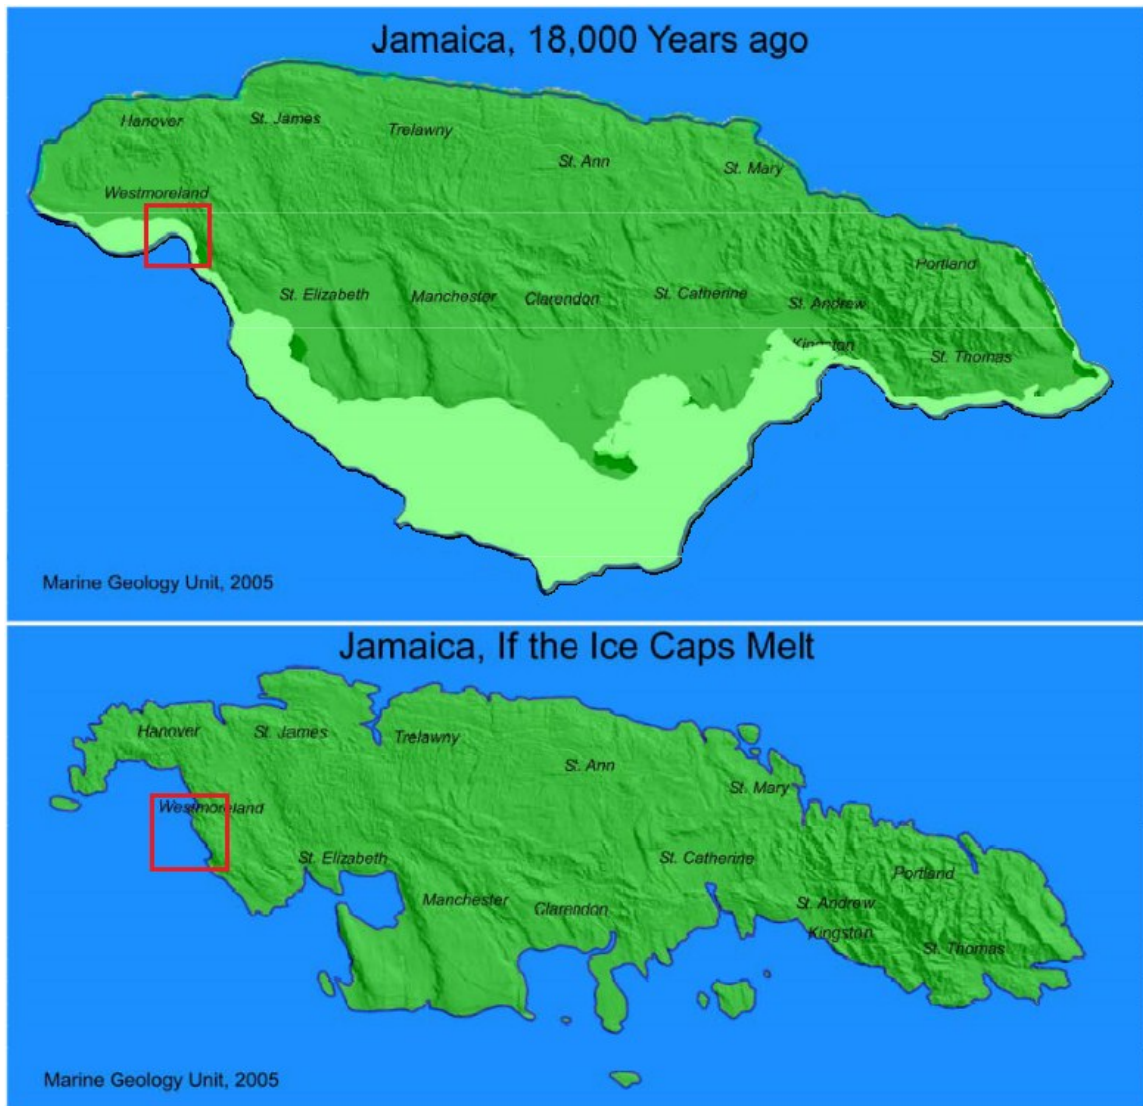 Jamaica, 18,000 Years ago
Hanover
St. James
Trelawny
St. Ann
St. Mary
Westmoreland
Portland
St. Elizabeth
Manchester
Clarendon
St. Catherine
St. Andrew
Kingston
St. Thomas
Marine Geology Unit, 2005
Jamaica, If the Ice Caps Melt
Hanover
St. James
Trelawny
St. Ann
St. Mary
Westmoreland
St. Elizabeth
St. Catherine
Portland
Manchester
Clarendon
St. Andrew
Kingston
St. Thomas
Marine Geology Unit, 2005